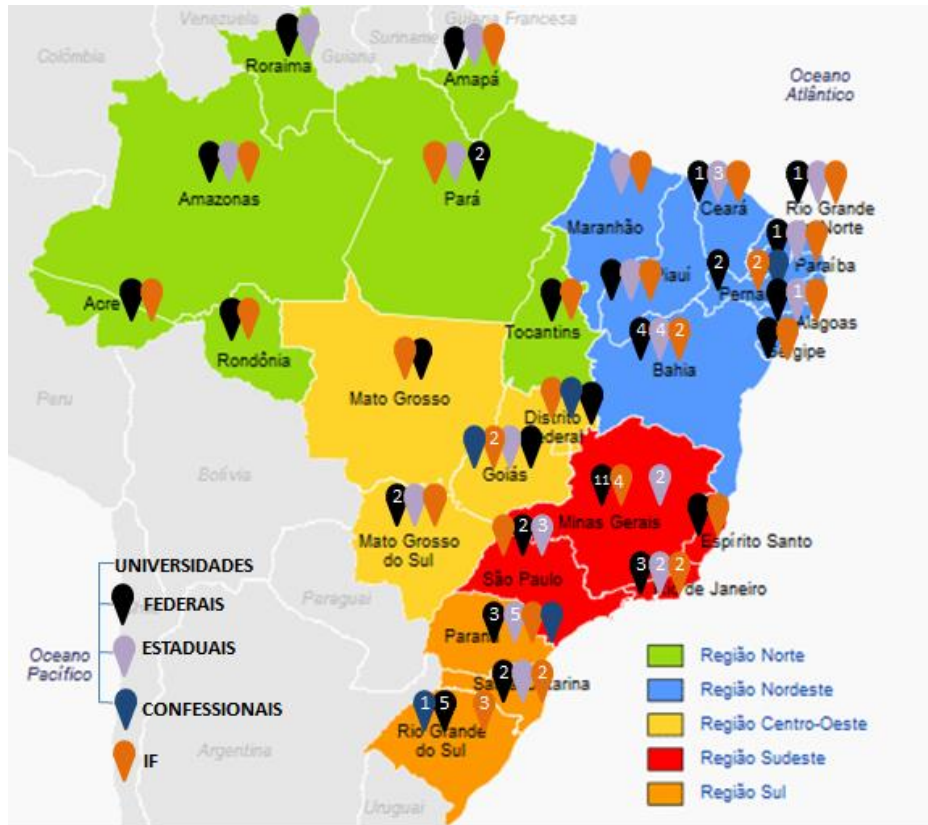 Venezuela
Guiana Francesa
Suriname
Colômbia
Guiana
Roraima
Amapá
Oceano
Atlântico
2
Amazonas
Pará
1
3
1
Maranhão
Ceará
Rio Grande
Norte
1
2
2
Piauí
Paraíba
Acre
1
Tocantins
Alagoas
Rondônia
4
4
2
Sergipe
Bahia
Peru
Mato Grosso
Distrito
Federal
2
Goiás
Bolívia
11
4
2
2
Minas Gerais
2
3
Espírito Santo
Mato Grosso
do Sul
São Paulo
3
2
2
de Janeiro
UNIVERSIDADES
Paraguai
FEDERAIS
3
5
Paraná
ESTADUAIS
Oceano
Pacífico
Região Norte
2
2
Região Nordeste
CONFESSIONAIS
1
5
3
Rio Grande
do Sul
Região Centro-Oeste
Argentina
IF
Região Sudeste
Região Sul
Uruguai